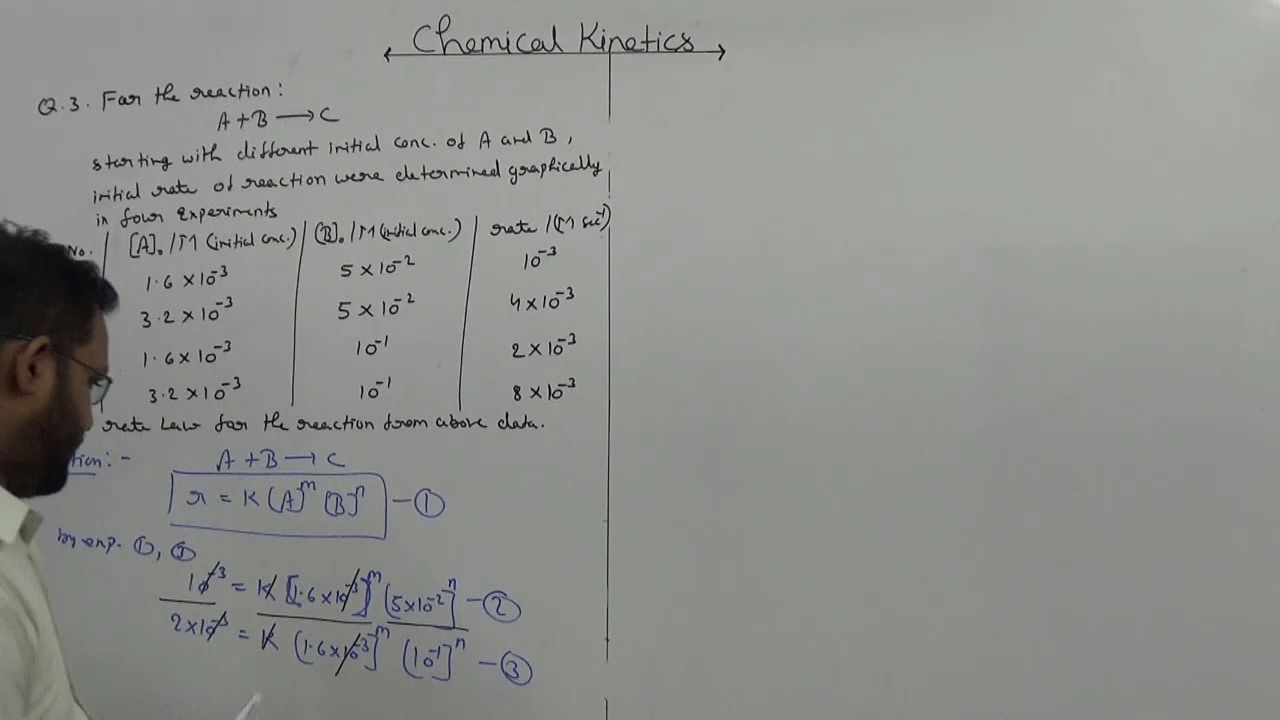 Chemical Kinetics
Q.3. For the reaction:
A + B ⟶ C
starting with different initial conc. of A and B,
initial rate of reaction were determined graphically
in four experiments
No. | [A]₀ /M (initial conc.) | [B]₀ /M (initial conc.) | rate /(M sec⁻¹)
1.6 × 10⁻³ | 5 × 10⁻² | 10⁻³
3.2 × 10⁻³ | 5 × 10⁻² | 4 × 10⁻³
1.6 × 10⁻³ | 10⁻¹ | 2 × 10⁻³
3.2 × 10⁻³ | 10⁻¹ | 8 × 10⁻³
rate Law for the reaction from above data.
tion:-
A + B ⟶ C
r = K (A)ᵐ (B)ⁿ —①
by exp. ①,
10⁻³ = K [1.6 × 10⁻³]ᵐ (5×10⁻²]ⁿ —②
2×10⁻³ = K (1.6×10⁻³]ᵐ (10⁻¹]ⁿ —③